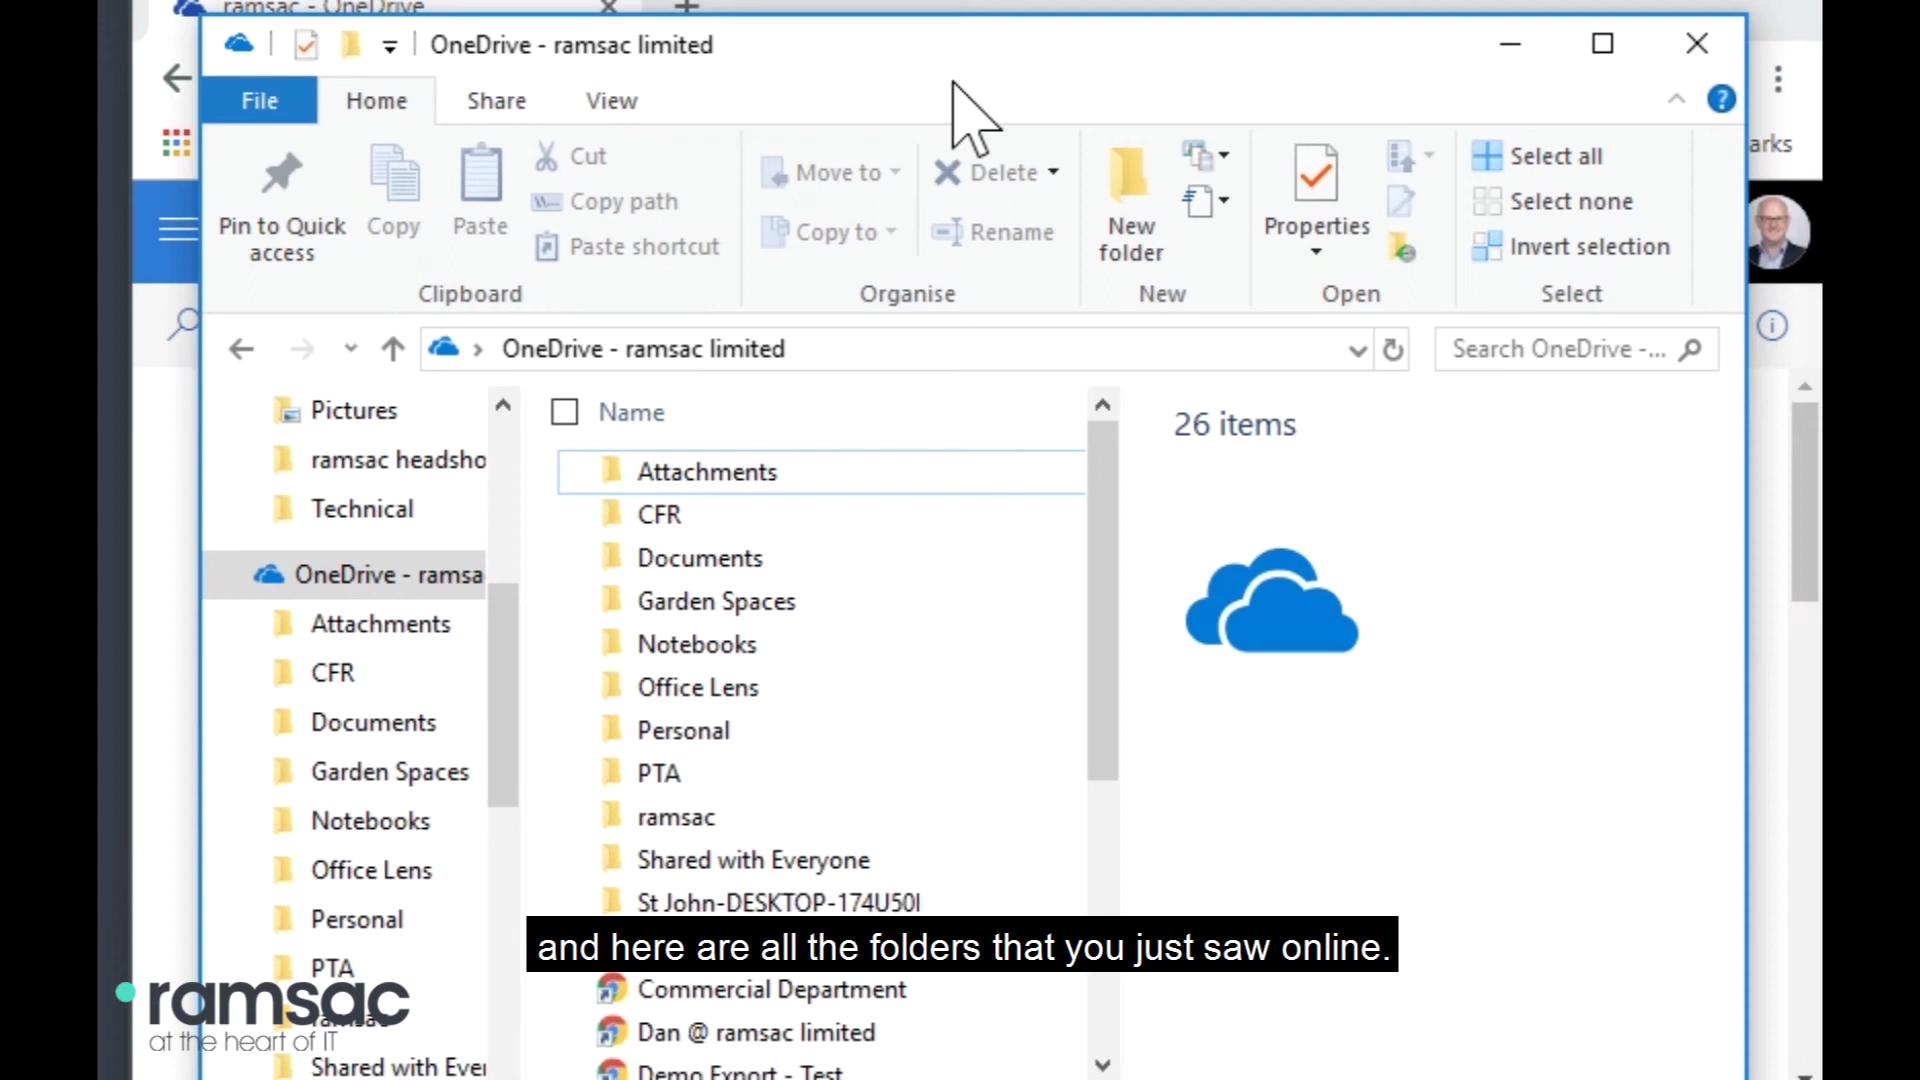 ramsac - OneDrive
OneDrive - ramsac limited
File
Home
Share
View
Pin to Quick access
Copy
Paste
Cut
Copy path
Paste shortcut
Clipboard
Move to
Copy to
Delete
Rename
Organise
New folder
New
Properties
Open
Select all
Select none
Invert selection
Select
arks
OneDrive - ramsac limited
Search OneDrive -...
Pictures
ramsac headsho
Technical
OneDrive - ramsa
Attachments
CFR
Documents
Garden Spaces
Notebooks
Office Lens
Personal
PTA
ramsac
Shared with Ever
Name
Attachments
CFR
Documents
Garden Spaces
Notebooks
Office Lens
Personal
PTA
ramsac
Shared with Everyone
St John-DESKTOP-174U50I
Commercial Department
Dan @ ramsac limited
Demo Export - Test
26 items
and here are all the folders that you just saw online.
ramsac
at the heart of IT